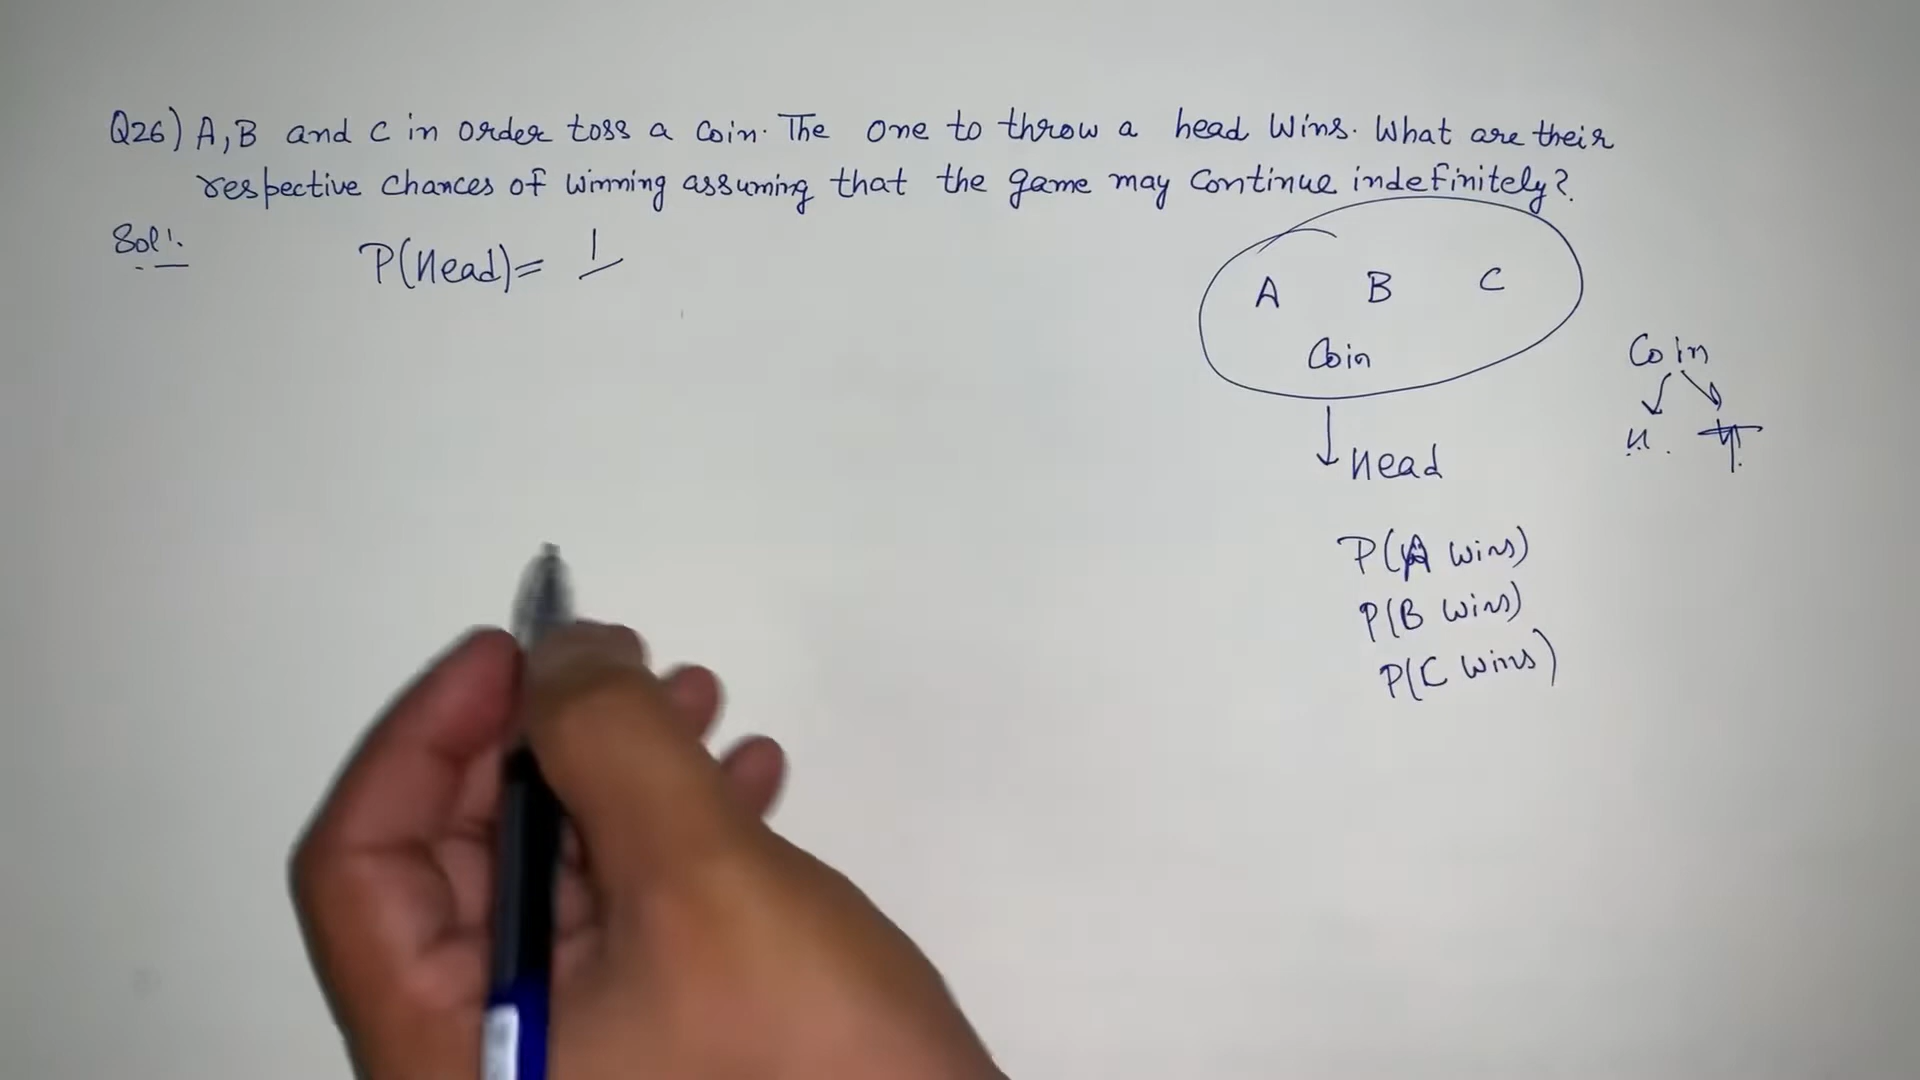 Q26) A, B and C in order toss a Coin. The one to throw a head Wins. What are their
respective Chances of winning assuming that the game may Continue indefinitely?
Solⁿ:
P(Head) = 1
A B C
Coin
Head
Coin
H. T.
P(A wins)
P(B wins)
P(C wins)